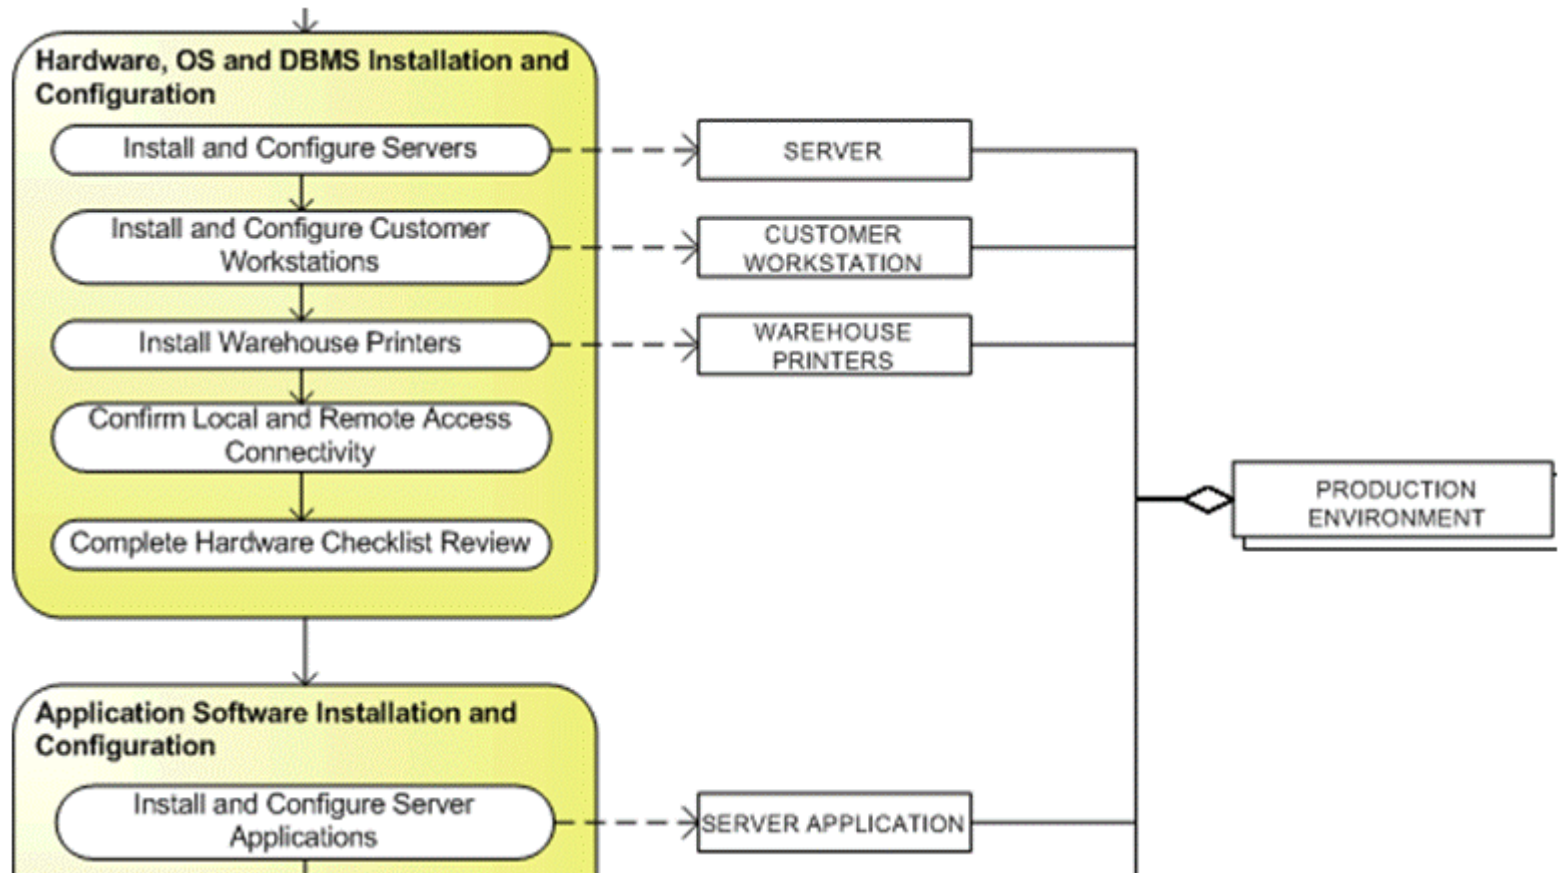 Hardware, OS and DBMS Installation and
Configuration
Install and Configure Servers
SERVER
Install and Configure Customer
Workstations
CUSTOMER
WORKSTATION
Install Warehouse Printers
WAREHOUSE
PRINTERS
Confirm Local and Remote Access
Connectivity
PRODUCTION
ENVIRONMENT
Complete Hardware Checklist Review
Application Software Installation and
Configuration
Install and Configure Server
Applications
SERVER APPLICATION